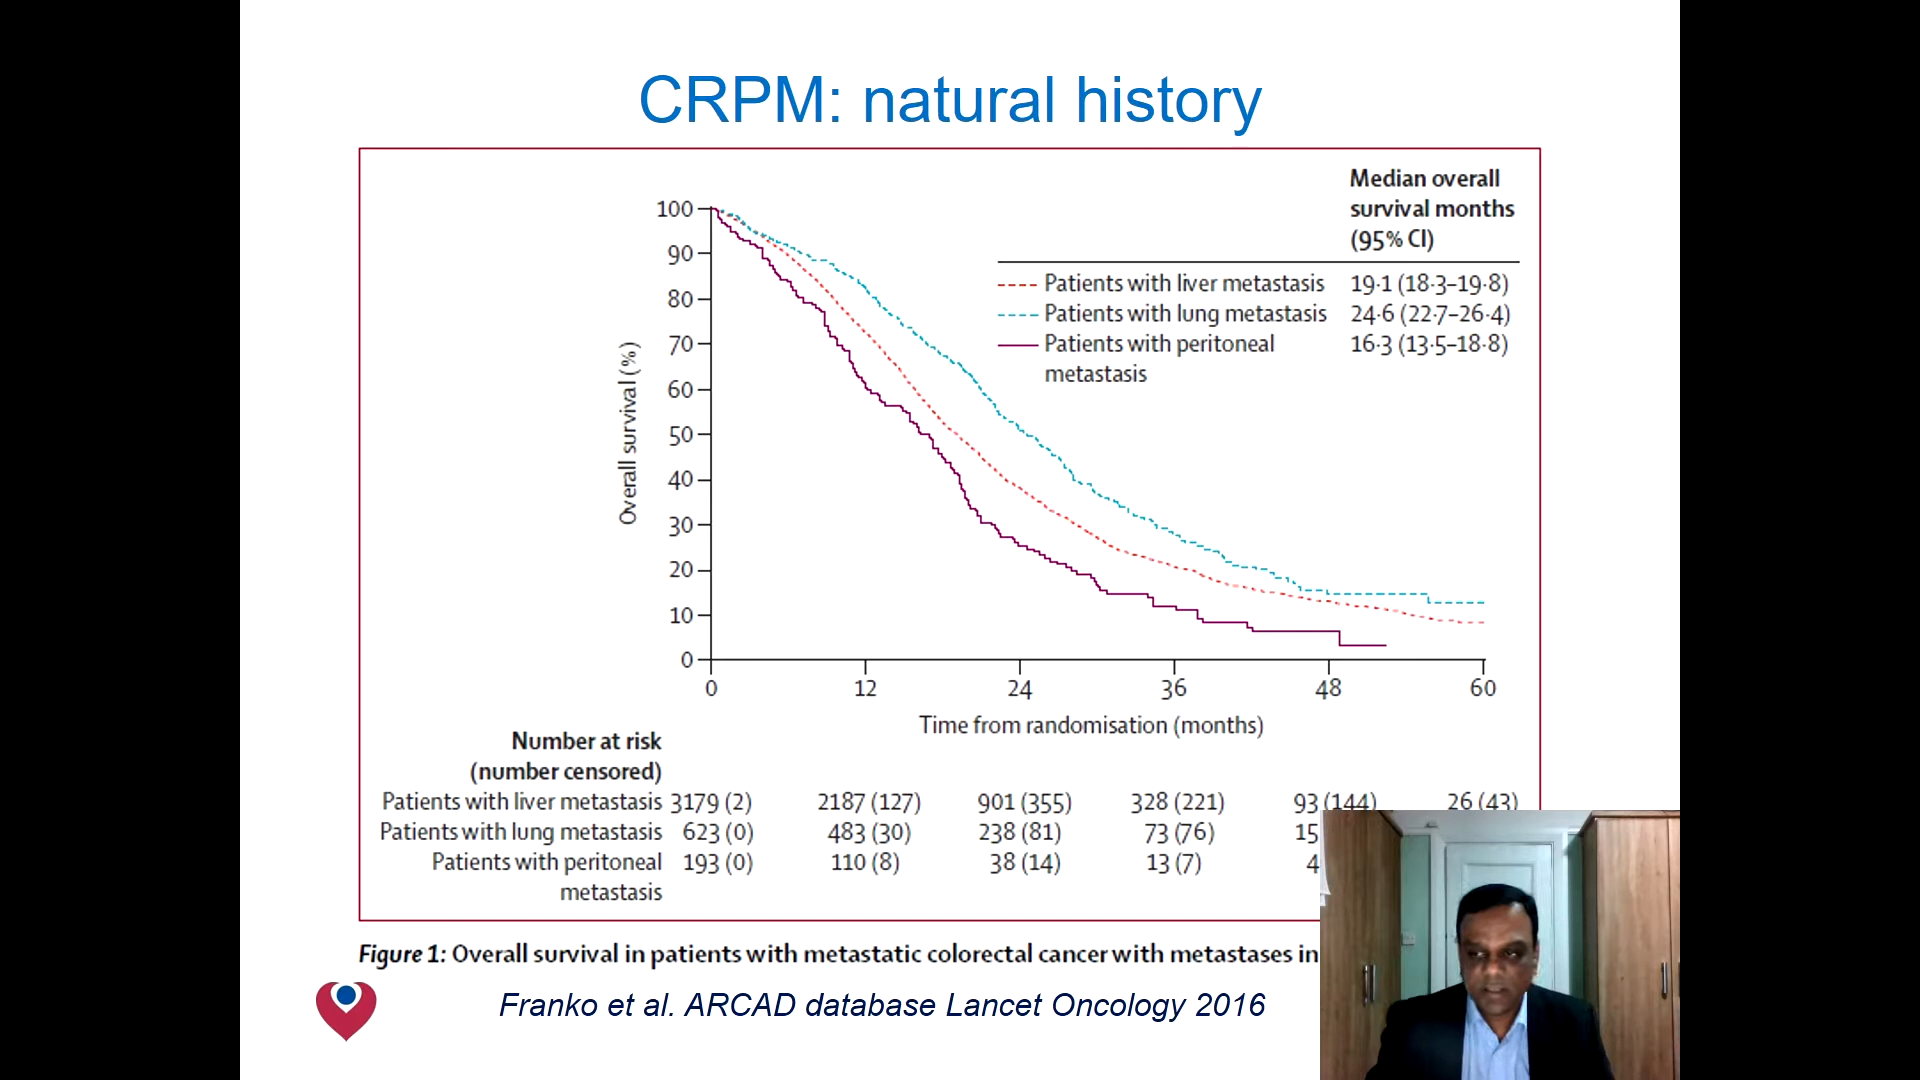 CRPM: natural history
Median overall
survival months
(95% CI)
Patients with liver metastasis 19·1 (18·3–19·8)
Patients with lung metastasis 24·6 (22·7–26·4)
Patients with peritoneal 16·3 (13·5–18·8)
metastasis
Overall survival (%)
100
90
80
70
60
50
40
30
20
10
0
0 12 24 36 48 60
Time from randomisation (months)
Number at risk
(number censored)
Patients with liver metastasis 3179 (2) 2187 (127) 901 (355) 328 (221) 93 (144) 26 (43)
Patients with lung metastasis 623 (0) 483 (30) 238 (81) 73 (76) 15
Patients with peritoneal 193 (0) 110 (8) 38 (14) 13 (7) 4
metastasis
Figure 1: Overall survival in patients with metastatic colorectal cancer with metastases in
Franko et al. ARCAD database Lancet Oncology 2016